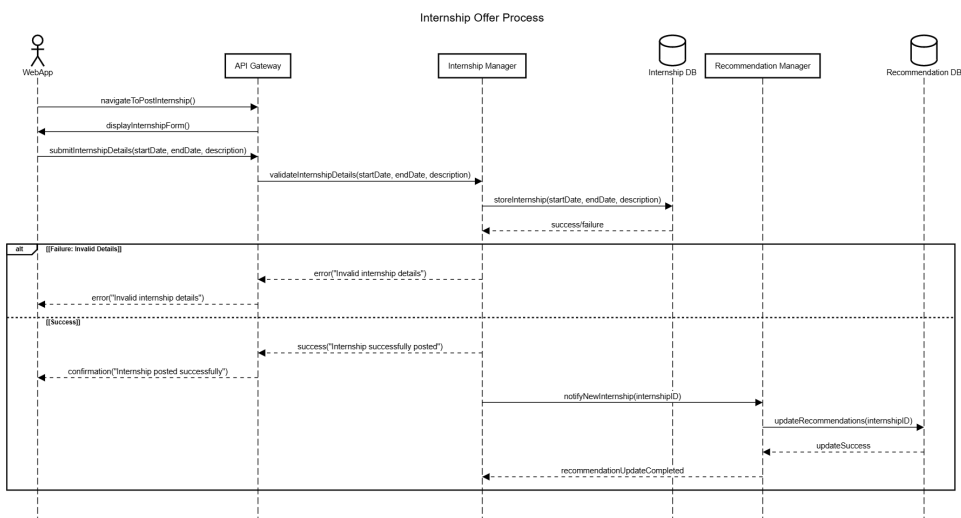 Internship Offer Process
WebApp
API Gateway
Internship Manager
Internship DB
Recommendation Manager
Recommendation DB
navigateToPostInternship()
displayInternshipForm()
submitInternshipDetails(startDate, endDate, description)
validateInternshipDetails(startDate, endDate, description)
storeInternship(startDate, endDate, description)
success/failure
alt
[[Failure: Invalid Details]]
error("Invalid internship details")
error("Invalid internship details")
[[Success]]
success("Internship successfully posted")
confirmation("Internship posted successfully")
notifyNewInternship(internshipID)
updateRecommendations(internshipID)
updateSuccess
recommendationUpdateCompleted